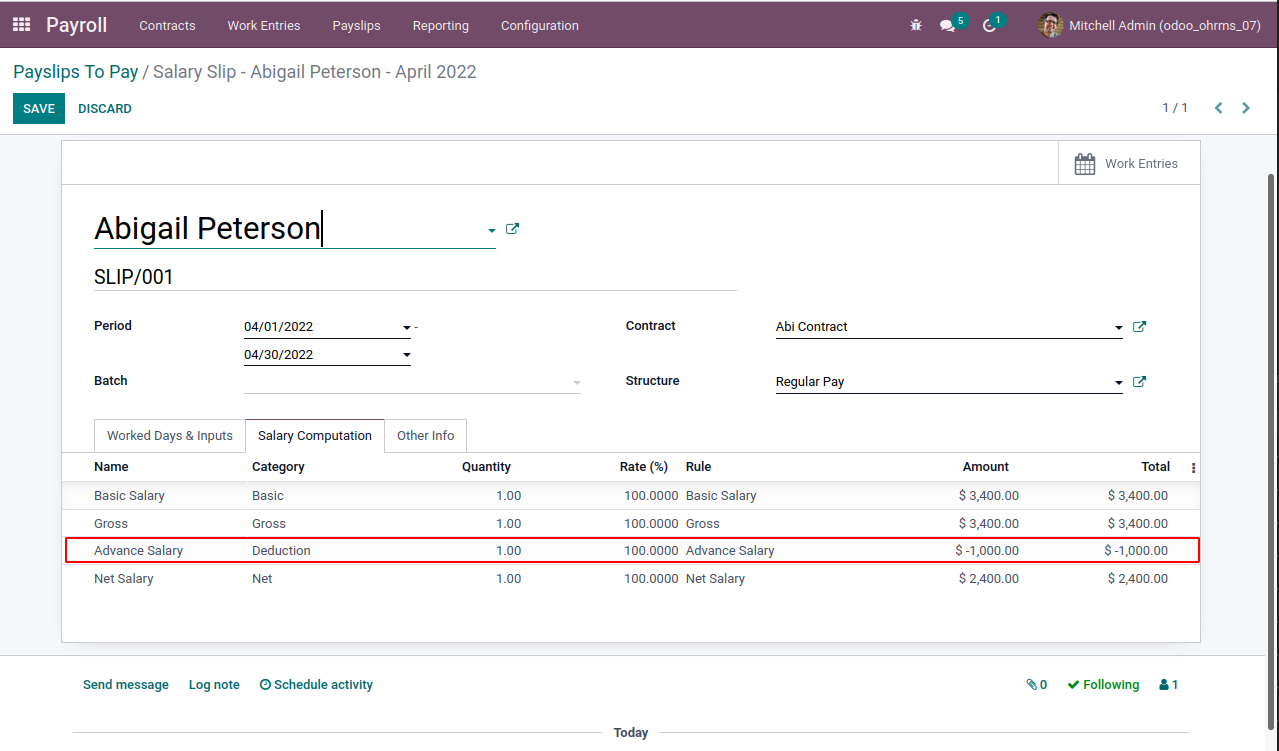 Payroll Contracts Work Entries Payslips Reporting Configuration 5 1 Mitchell Admin (odoo_ohrms_07)
Payslips To Pay / Salary Slip - Abigail Peterson - April 2022
SAVE DISCARD 1 / 1
Work Entries
Abigail Peterson
SLIP/001
Period 04/01/2022 - Contract Abi Contract
04/30/2022
Batch Structure Regular Pay
Worked Days & Inputs Salary Computation Other Info
Name Category Quantity Rate (%) Rule Amount Total
Basic Salary Basic 1.00 100.0000 Basic Salary $ 3,400.00 $ 3,400.00
Gross Gross 1.00 100.0000 Gross $ 3,400.00 $ 3,400.00
Advance Salary Deduction 1.00 100.0000 Advance Salary $ -1,000.00 $ -1,000.00
Net Salary Net 1.00 100.0000 Net Salary $ 2,400.00 $ 2,400.00
Send message Log note Schedule activity 0 Following 1
Today